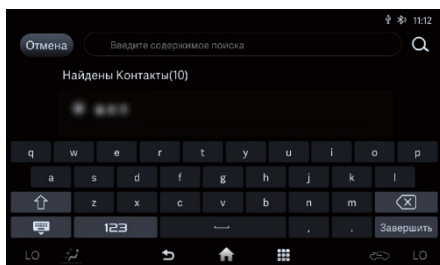 11:12
Отмена Введите содержимое поиска
Найдены Контакты(10)
q w e r t y u i o p
a s d f g h j k l
z x c v b n m
123 , . Завершить
LO LO